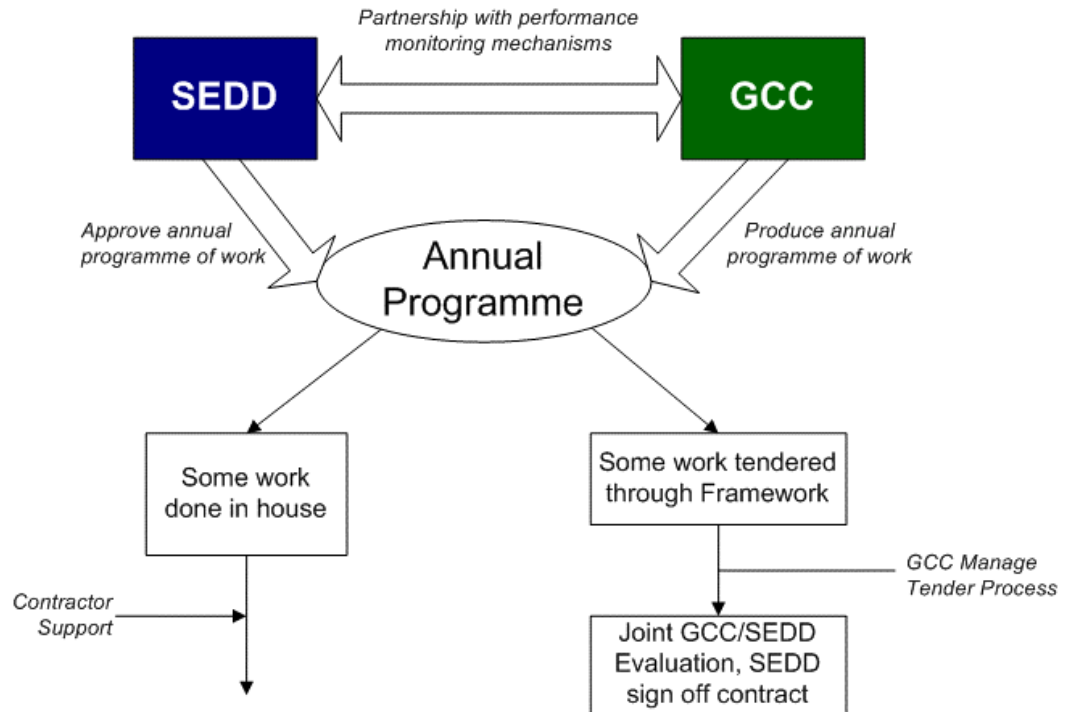 Partnership with performance
monitoring mechanisms
SEDD
GCC
Approve annual
programme of work
Produce annual
programme of work
Annual
Programme
Some work
done in house
Some work tendered
through Framework
GCC Manage
Tender Process
Contractor
Support
Joint GCC/SEDD
Evaluation, SEDD
sign off contract